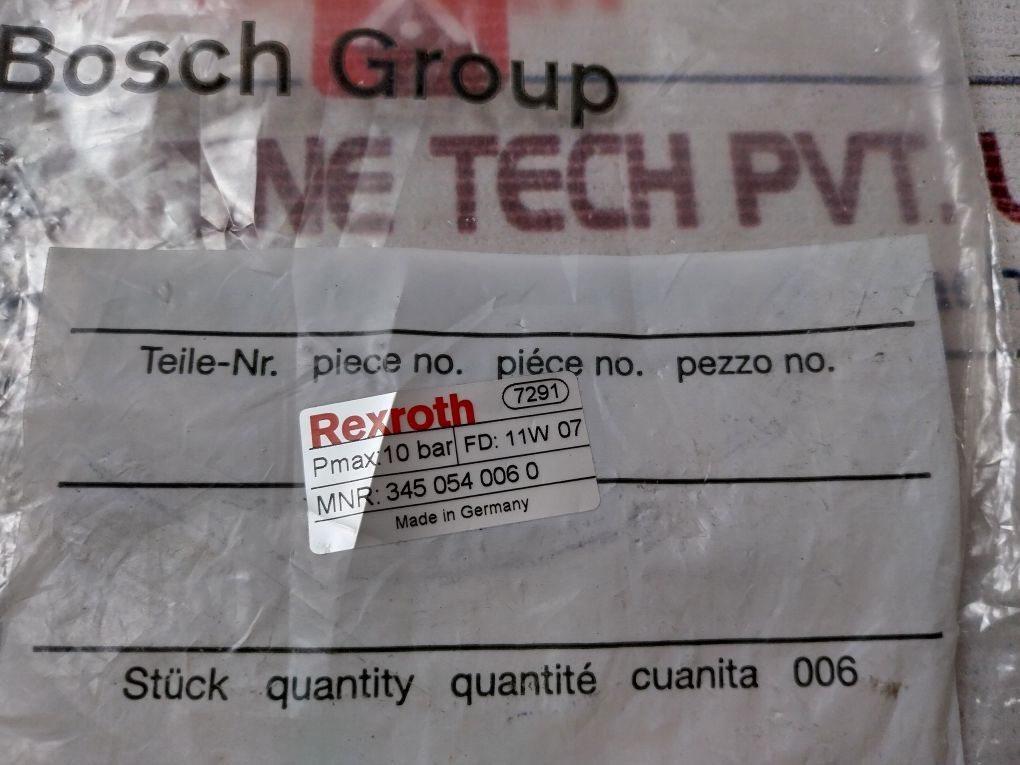 Bosch Group
NE TECH PVT.
Teile-Nr. piece no. piéce no. pezzo no.
Rexroth 7291
Pmax:10 bar FD: 11W 07
MNR: 345 054 006 0
Made in Germany
Stück quantity quantité cuanita 006